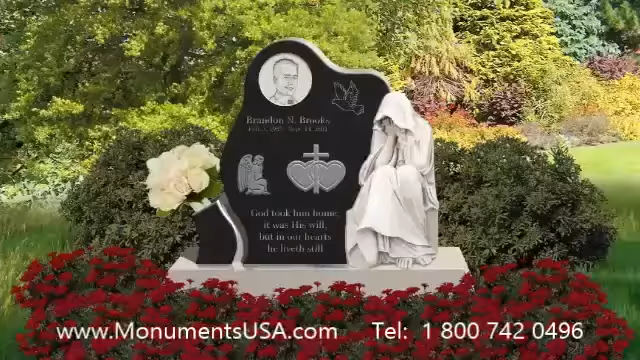 Brandon N. Brooks
God took him home,
it was His will,
but in our hearts
he liveth still
www.MonumentsUSA.com Tel: 1 800 742 0496